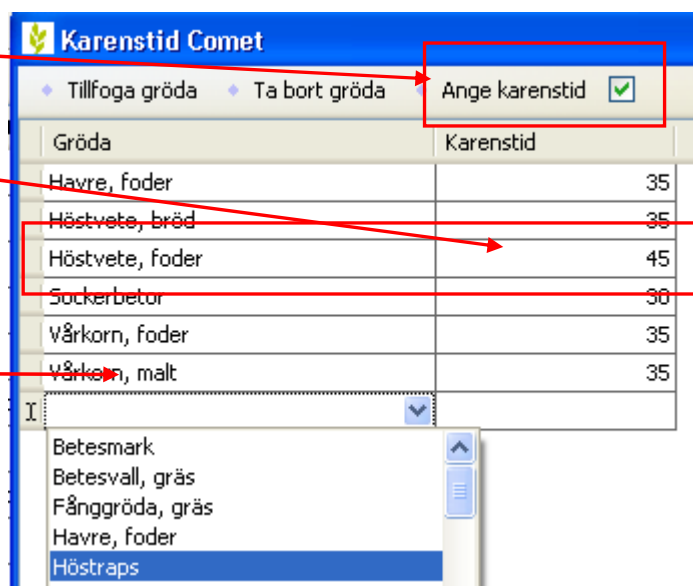 Karenstid Comet
Tillfoga gröda Ta bort gröda Ange karenstid
Gröda Karenstid
Havre, foder 35
Höstvete, bröd 35
Höstvete, foder 45
Sockerbetor 30
Vårkorn, foder 35
Vårkorn, malt 35
Betesmark
Betesvall, gräs
Fånggröda, gräs
Havre, foder
Höstraps